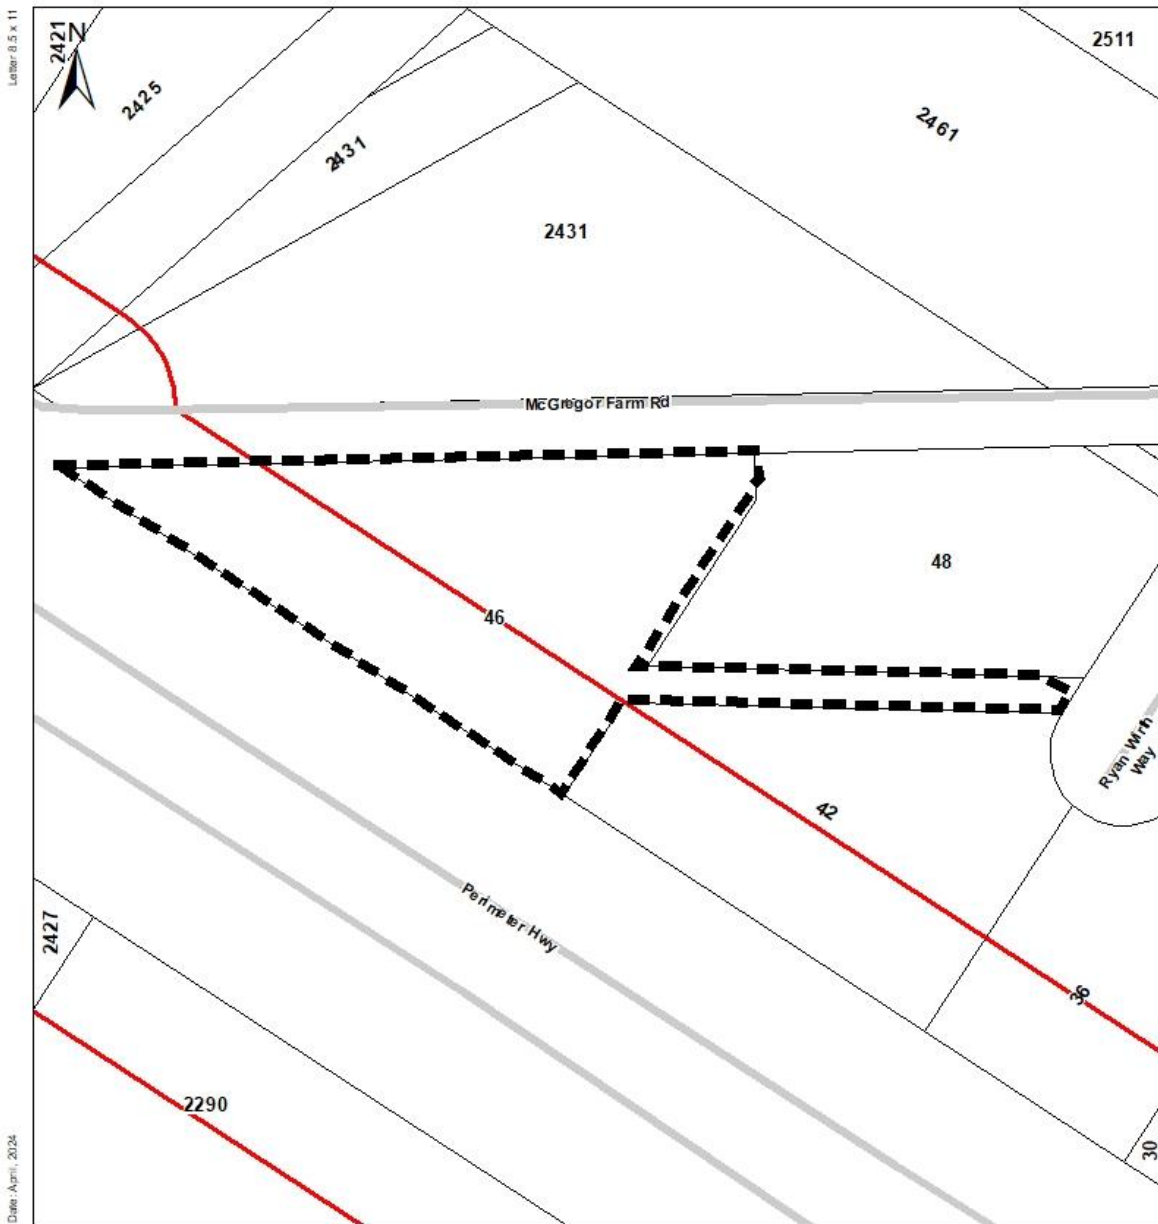 Letter 8.5 x 11
2421
N
2511
2425
2461
2431
2431
McGregor Farm Rd
48
46
Ryan Wirth
Way
42
Perimeter Hwy
2427
36
2290
30
Date: April, 2024